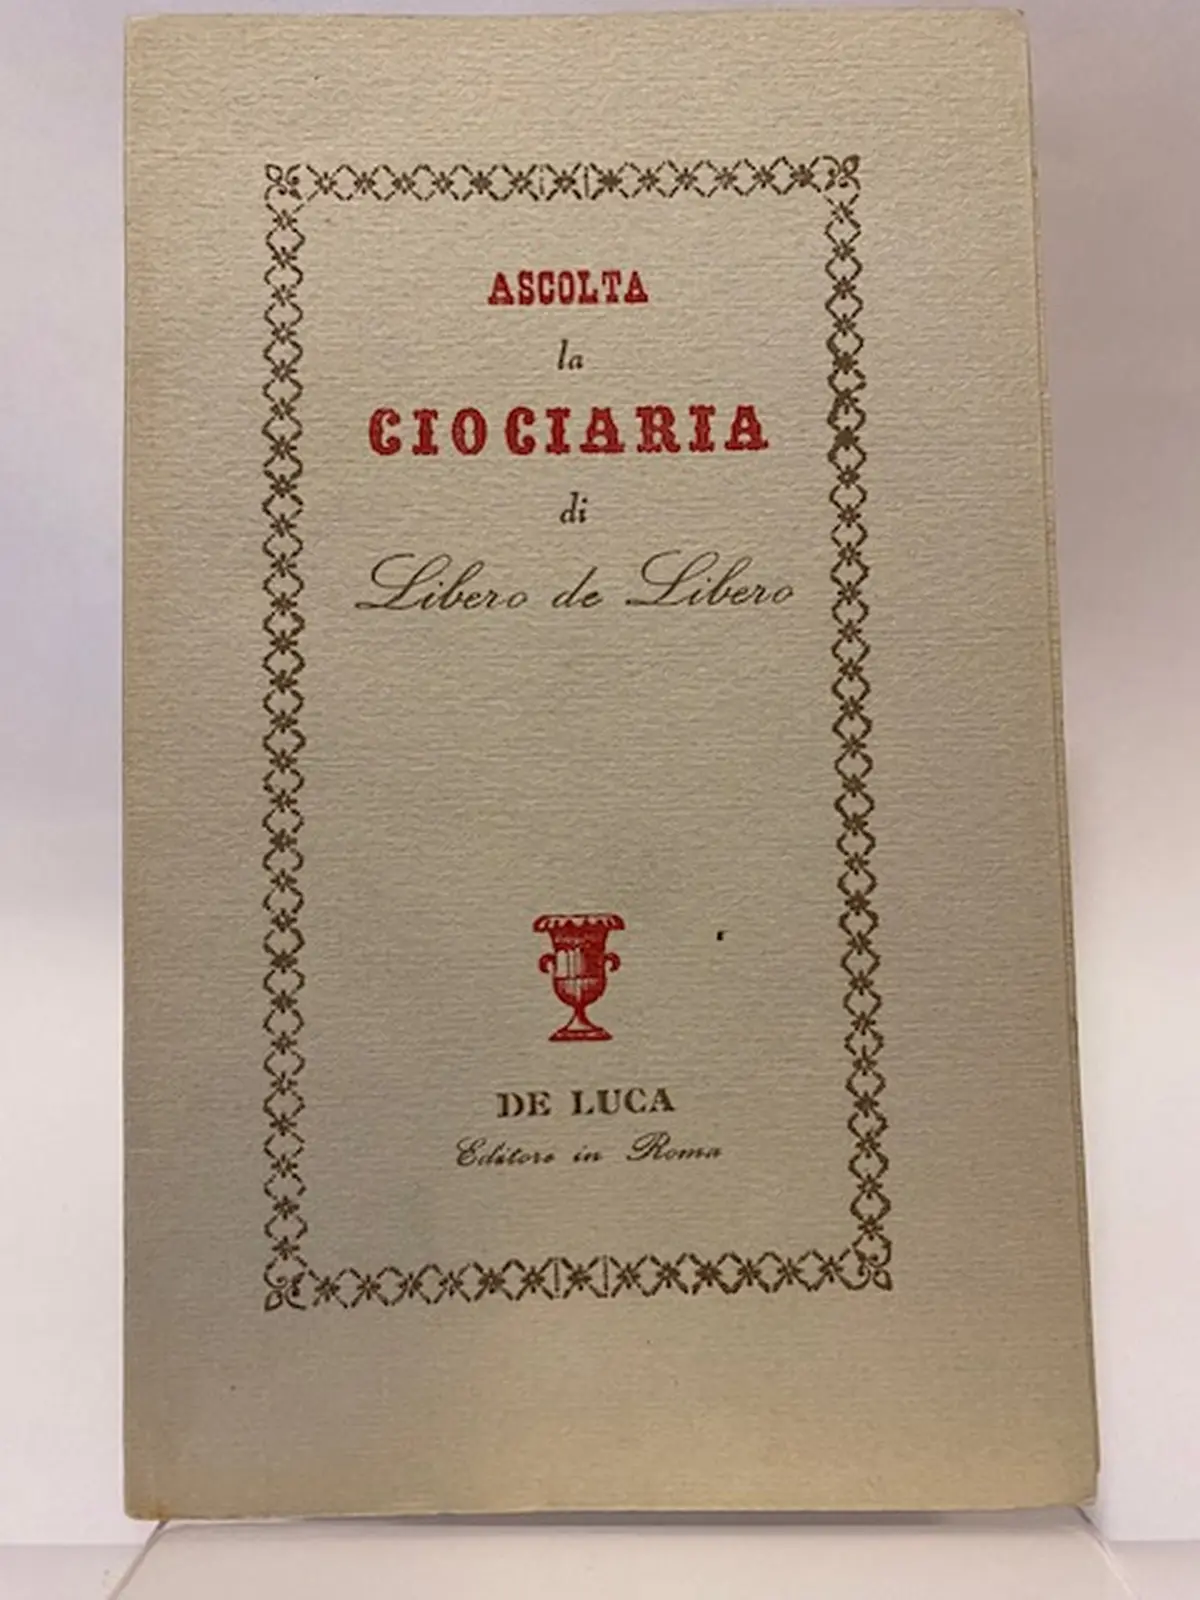 ASCOLTA
la
CIOCIARIA
di
Libero de Libero
DE LUCA
Editore in Roma